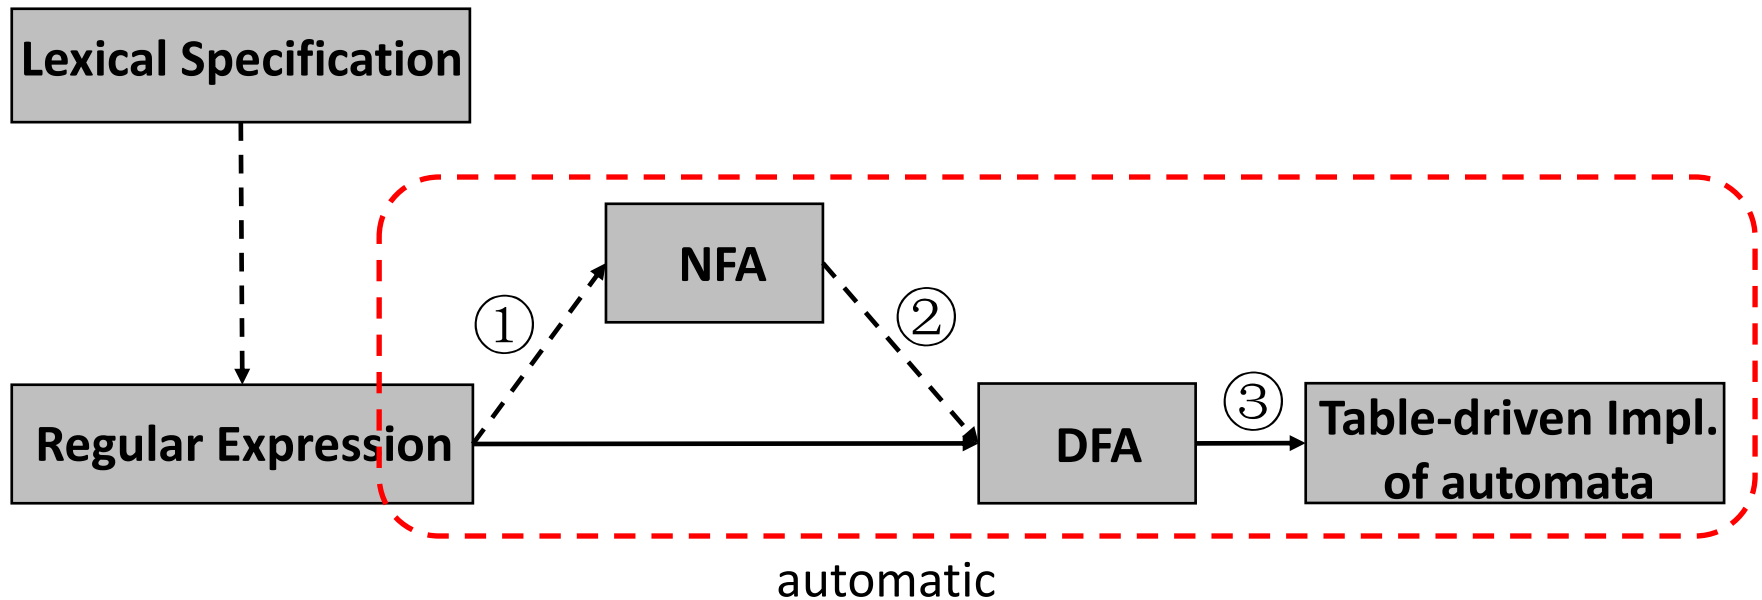 Lexical Specification
NFA
①
②
③
Regular Expression
DFA
Table-driven Impl.
of automata
automatic